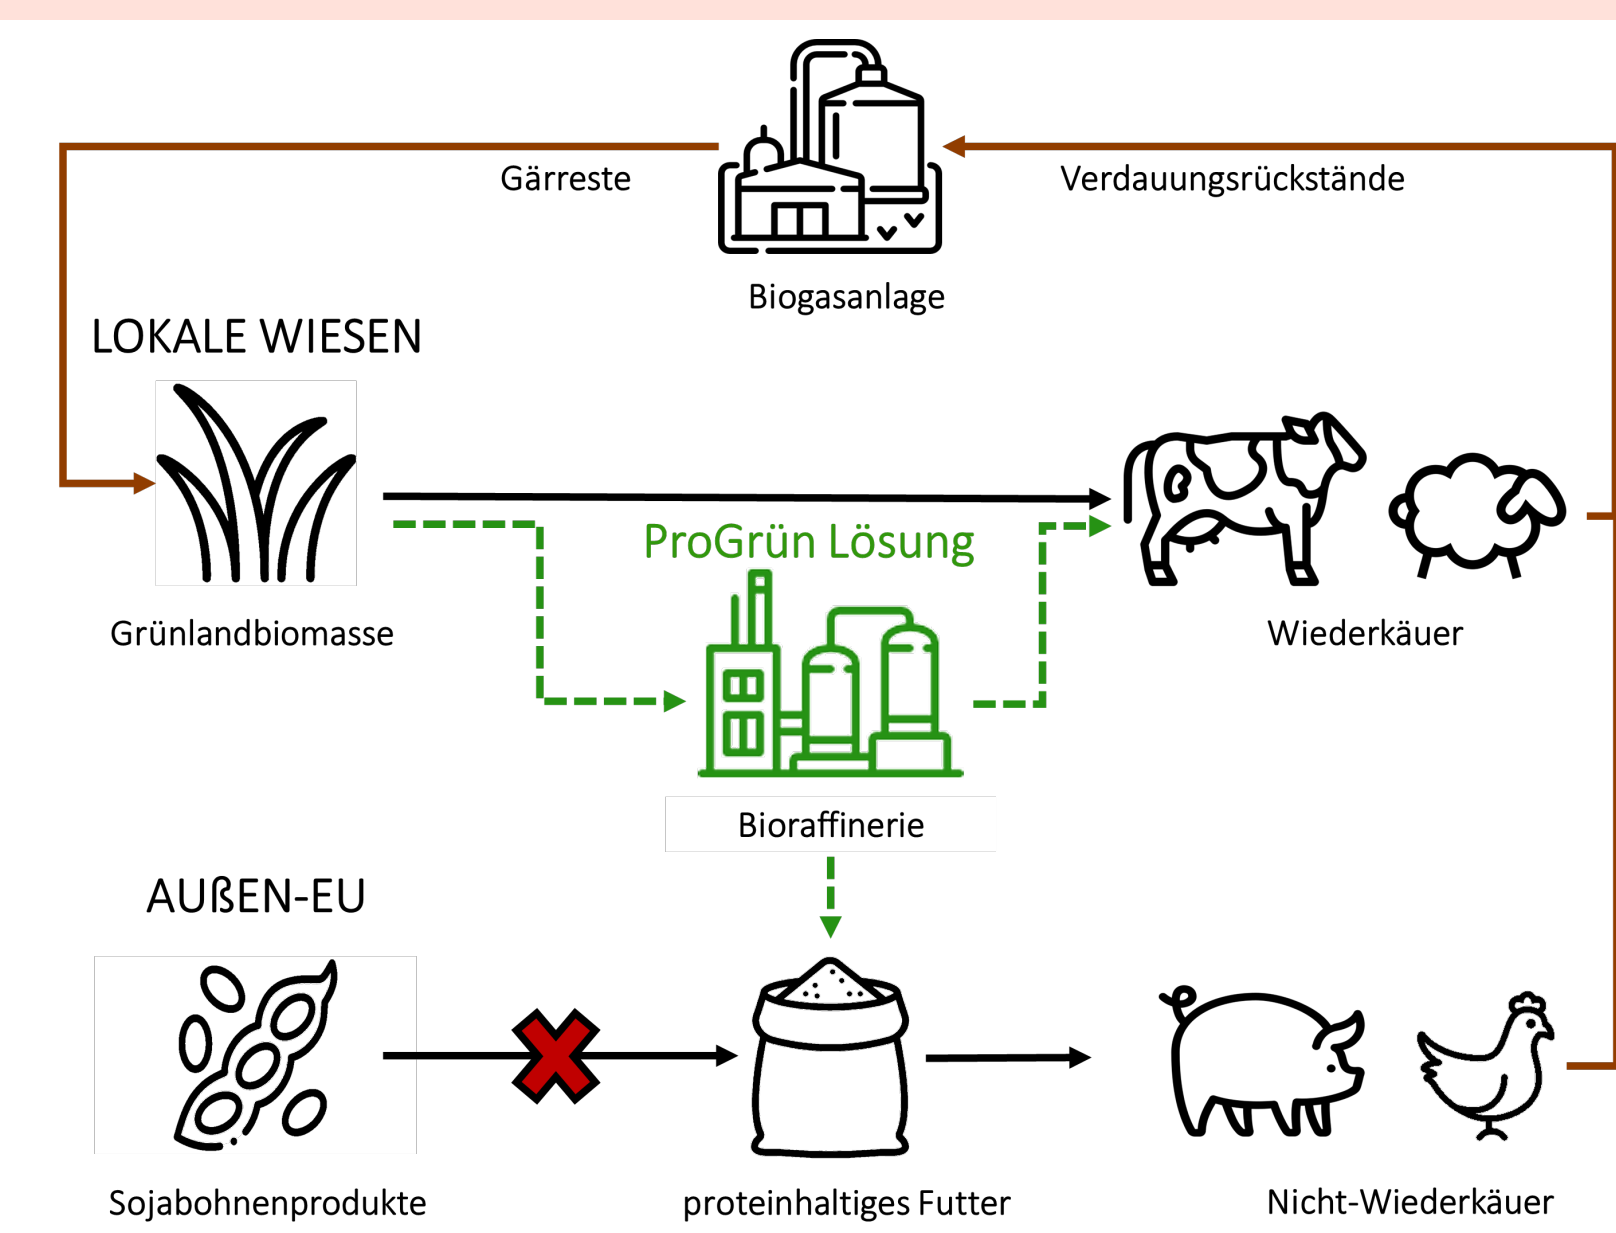 Gärreste
Verdauungsrückstände
Biogasanlage
LOKALE WIESEN
ProGrün Lösung
Grünlandbiomasse
Wiederkäuer
Bioraffinerie
AUßEN-EU
Sojabohnenprodukte
proteinhaltiges Futter
Nicht-Wiederkäuer